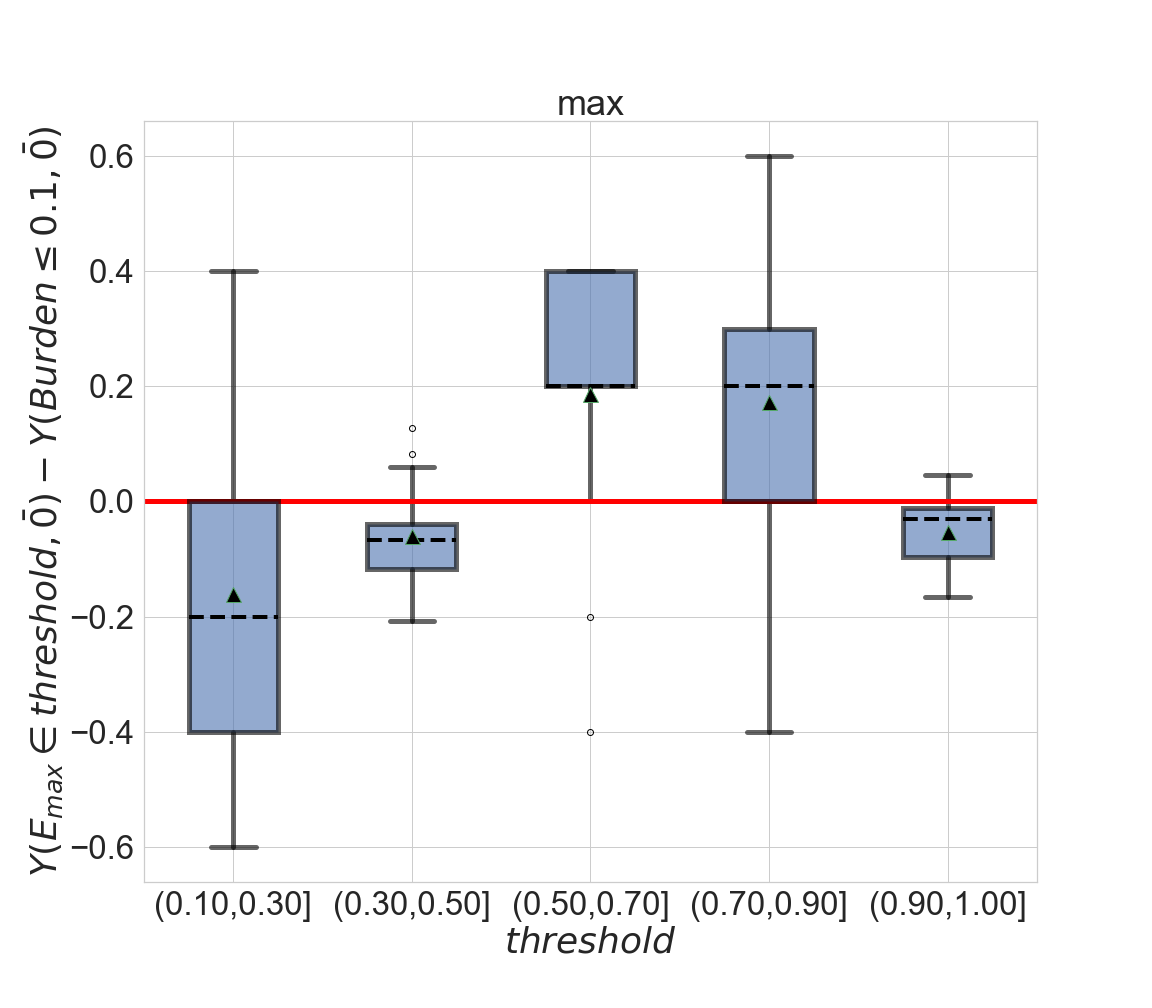 max
Y(E_max ∈ threshold, 0̄) − Y(Burden ≤ 0.1, 0̄)
0.6
0.4
0.2
0.0
−0.2
−0.4
−0.6
(0.10,0.30] (0.30,0.50] (0.50,0.70] (0.70,0.90] (0.90,1.00]
threshold